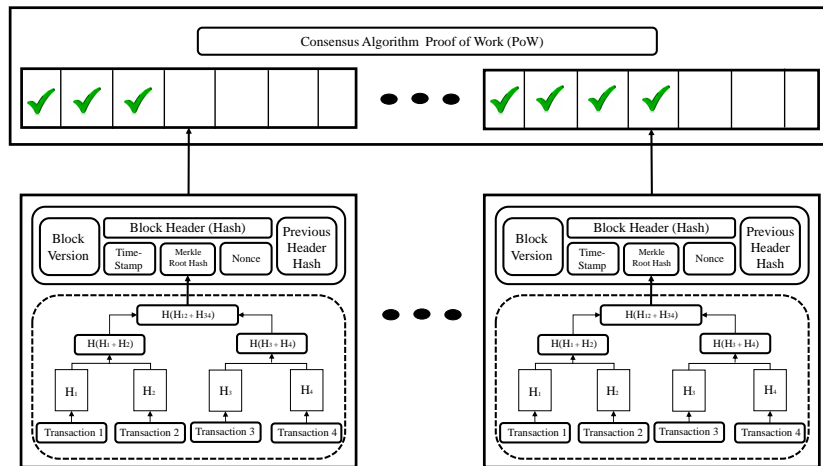 Consensus Algorithm Proof of Work (PoW)
Block Version
Block Header (Hash)
Previous Header Hash
Time-Stamp
Merkle Root Hash
Nonce
H(H12 + H34)
H(H1 + H2)
H(H3 + H4)
H1
H2
H3
H4
Transaction 1
Transaction 2
Transaction 3
Transaction 4
Block Version
Block Header (Hash)
Previous Header Hash
Time-Stamp
Merkle Root Hash
Nonce
H(H12 + H34)
H(H1 + H2)
H(H3 + H4)
H1
H2
H3
H4
Transaction 1
Transaction 2
Transaction 3
Transaction 4